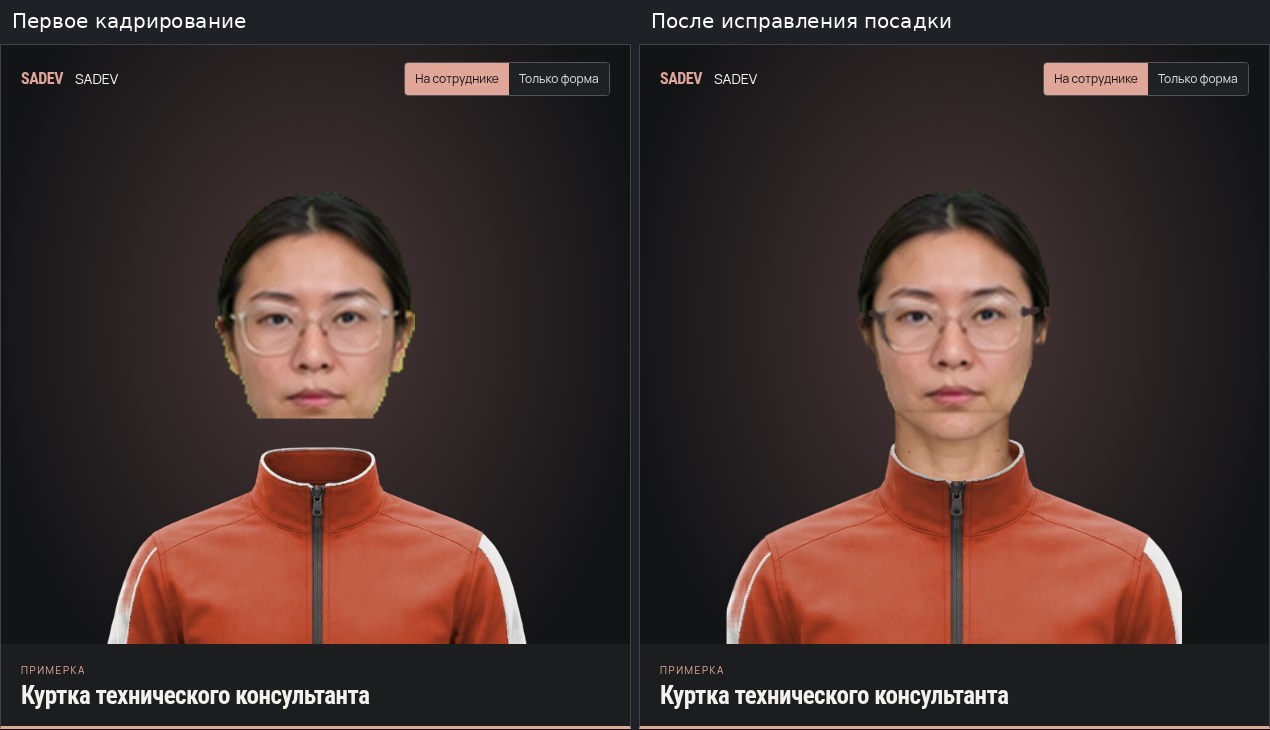 Первое кадрирование
После исправления посадки
SADEV SADEV
На сотруднике Только форма
SADEV SADEV
На сотруднике Только форма
ПРИМЕРКА
Куртка технического консультанта
ПРИМЕРКА
Куртка технического консультанта